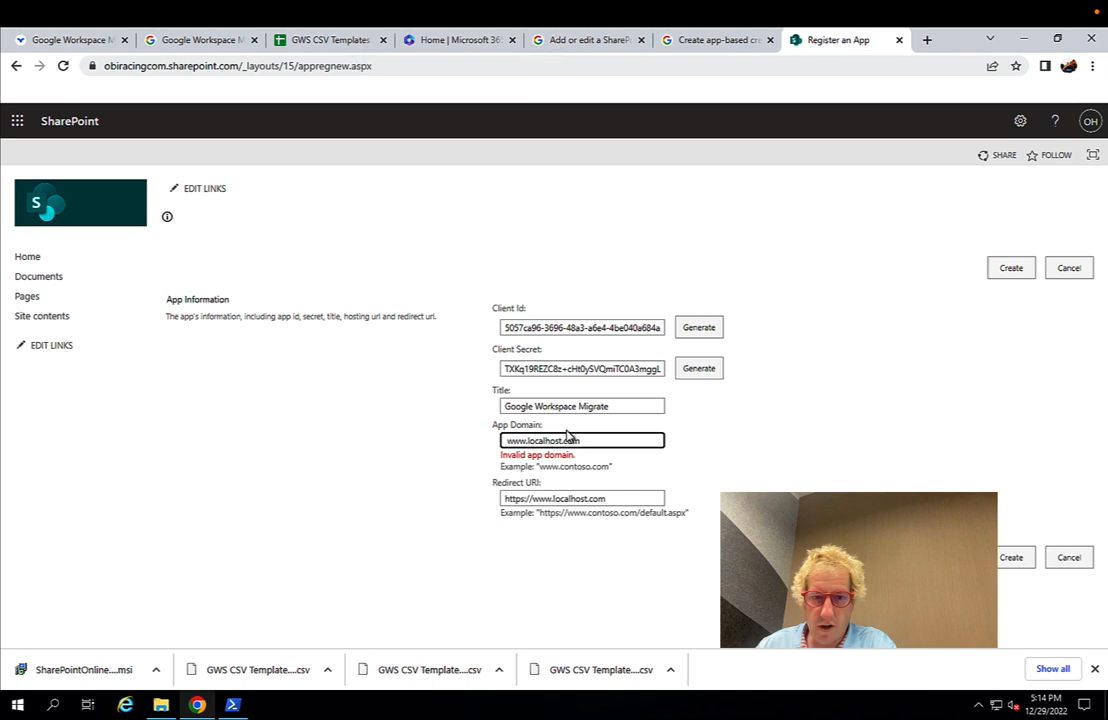 Google Workspace M
Google Workspace M
GWS CSV Templates
Home | Microsoft 36
Add or edit a SharePo
Create app-based cre
Register an App
obiracingcom.sharepoint.com/_layouts/15/appregnew.aspx
SharePoint
OH
SHARE
FOLLOW
S
EDIT LINKS
Home
Documents
Pages
Site contents
EDIT LINKS
Create
Cancel
App Information
The app's information, including app id, secret, title, hosting url and redirect url.
Client Id:
5057ca96-3696-48a3-a6e4-4be040a684a
Generate
Client Secret:
TXKq19REZC8z+cHt0ySVQmiTC0A3mggL
Generate
Title:
Google Workspace Migrate
App Domain:
www.localhost.com
Invalid app domain.
Example: "www.contoso.com"
Redirect URI:
https://www.localhost.com
Example: "https://www.contoso.com/default.aspx"
Create
Cancel
SharePointOnline....msi
GWS CSV Template....csv
GWS CSV Template....csv
GWS CSV Template....csv
Show all
5:14 PM
12/29/2022